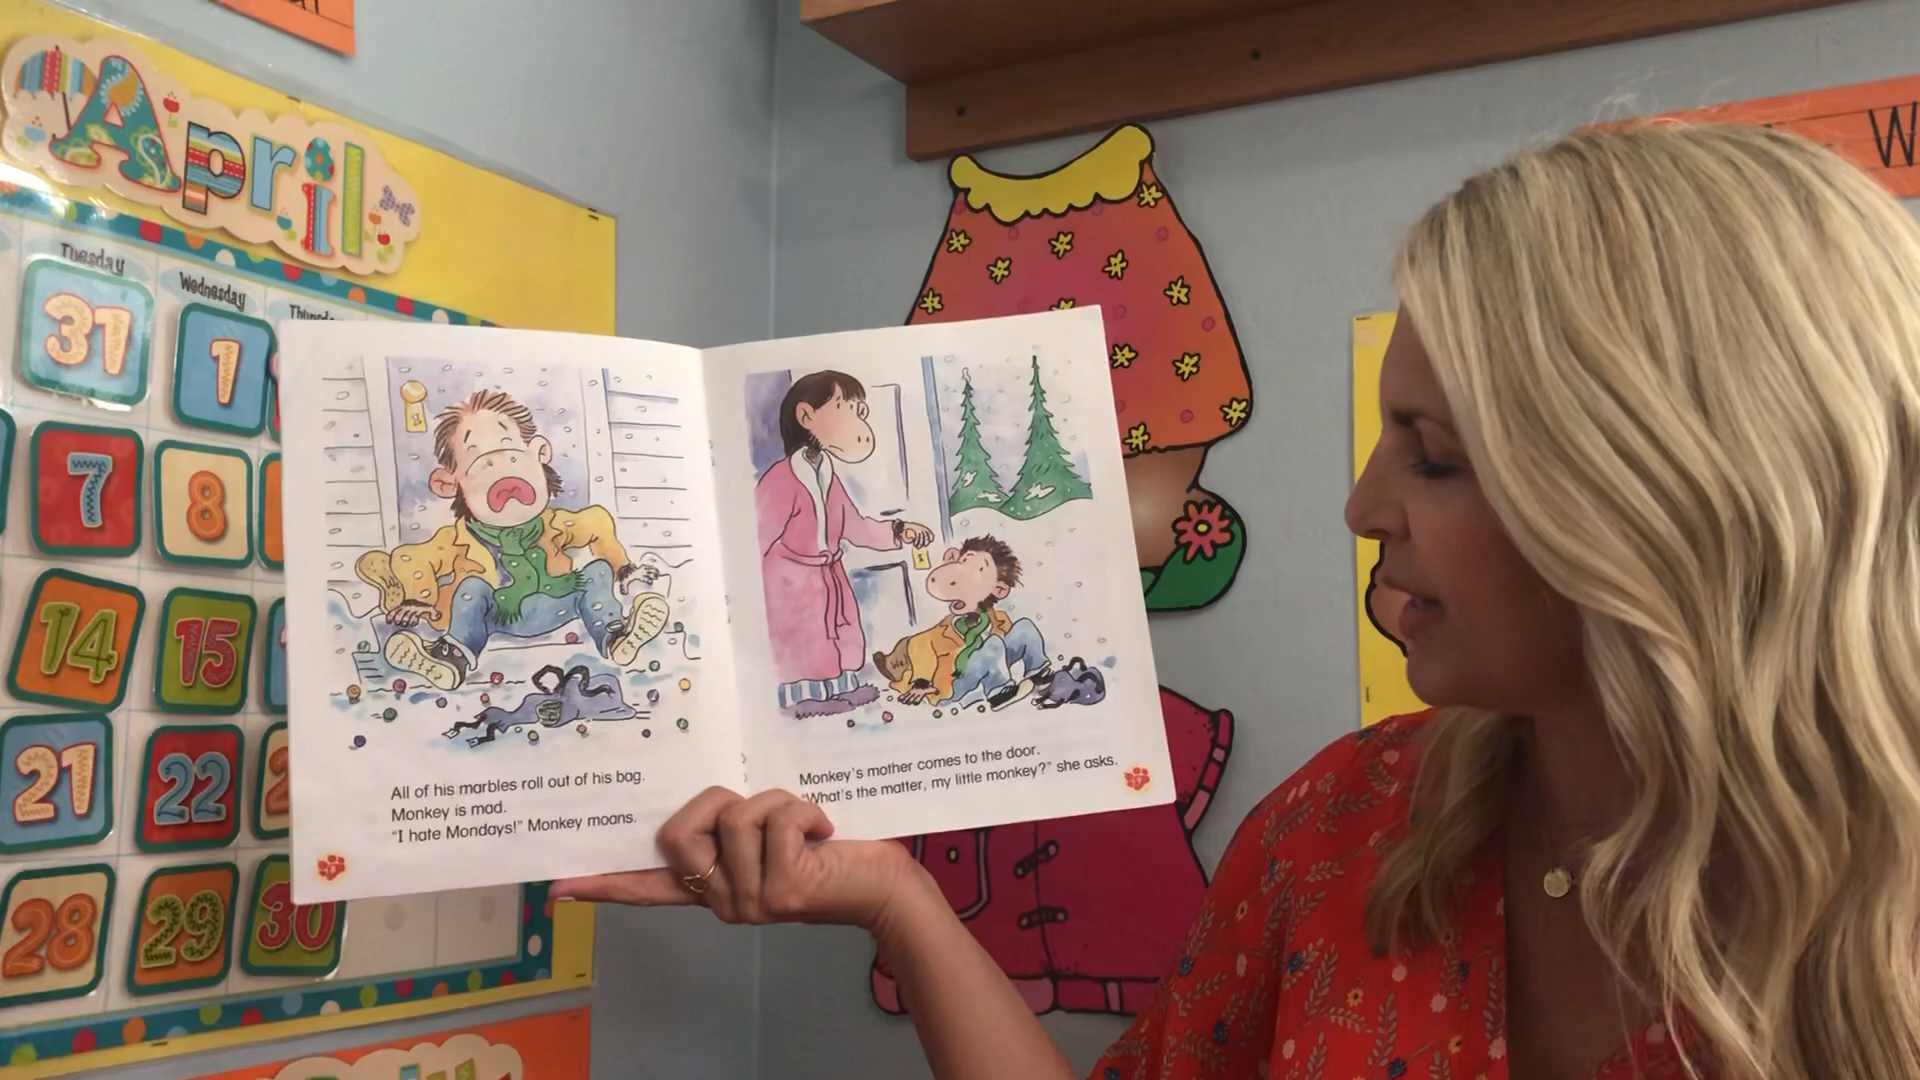 April
Tuesday
Wednesday
31
1
7
8
14
15
21
22
28
29
30
All of his marbles roll out of his bag.
Monkey is mad.
"I hate Mondays!" Monkey moans.
Monkey's mother comes to the door.
"What's the matter, my little monkey?" she asks.
W